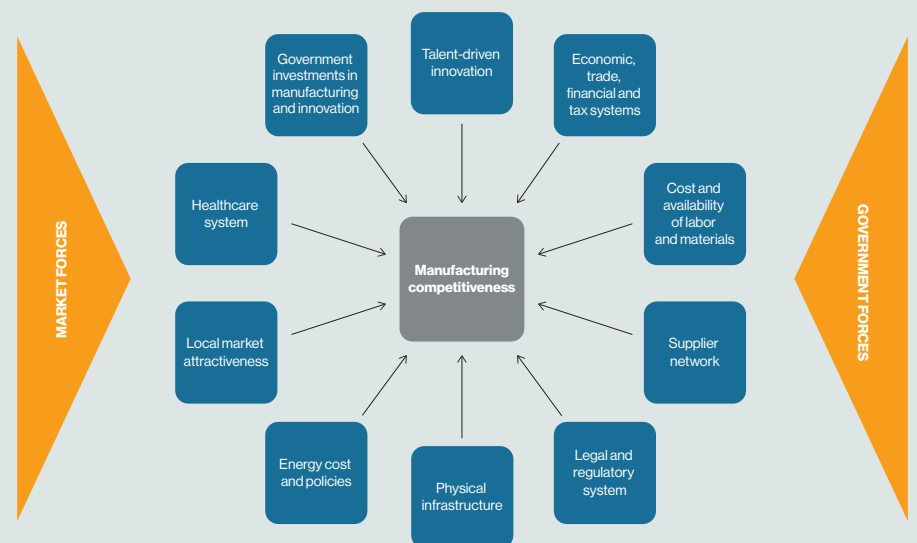 Talent-driven
innovation
Government
investments in
manufacturing
and innovation
Economic,
trade,
financial and
tax systems
Healthcare
system
Cost and
availability
of labor
and materials
MARKET FORCES
Manufacturing
competitiveness
GOVERNMENT FORCES
Local market
attractiveness
Supplier
network
Energy cost
and policies
Physical
infrastructure
Legal and
regulatory
system